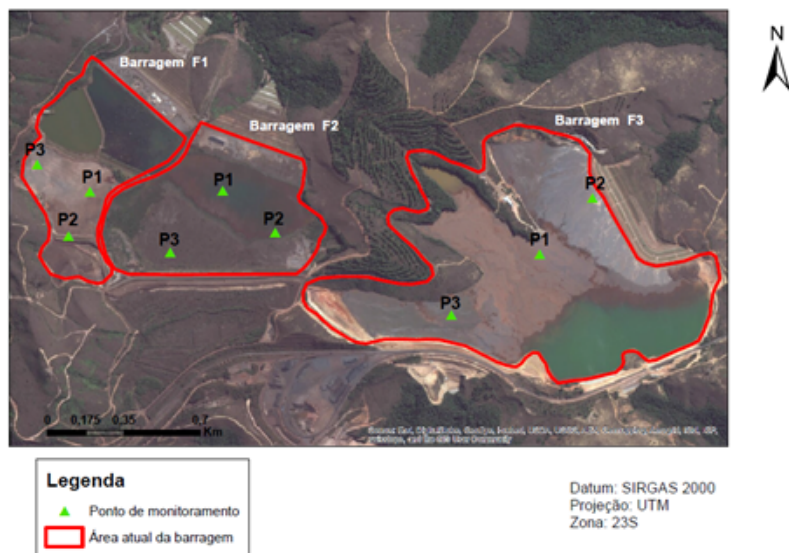 N
Barragem F1
Barragem F2
Barragem F3
P3
P1
P2
P1
P2
P3
P2
P1
P3
0 0,175 0,35 0,7
Km
Legenda
Ponto de monitoramento
Área atual da barragem
Datum: SIRGAS 2000
Projeção: UTM
Zona: 23S